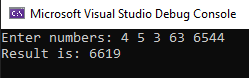 Microsoft Visual Studio Debug Console
Enter numbers: 4 5 3 63 6544
Result is: 6619